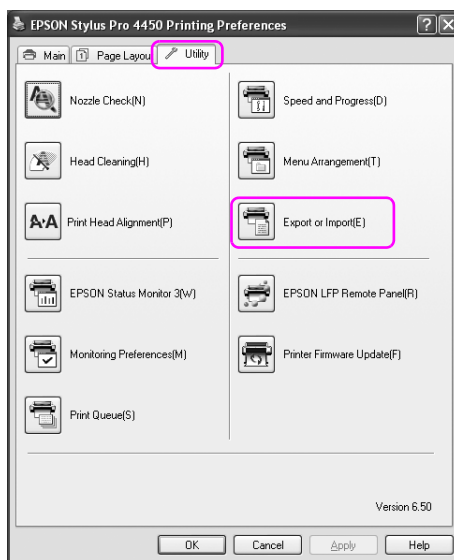 EPSON Stylus Pro 4450 Printing Preferences
Main Page Layou Utility
Nozzle Check(N)
Speed and Progress(D)
Head Cleaning(H)
Menu Arrangement(T)
Print Head Alignment(P)
Export or Import(E)
EPSON Status Monitor 3(W)
EPSON LFP Remote Panel(R)
Monitoring Preferences(M)
Printer Firmware Update(F)
Print Queue(S)
Version 6.50
OK Cancel Apply Help